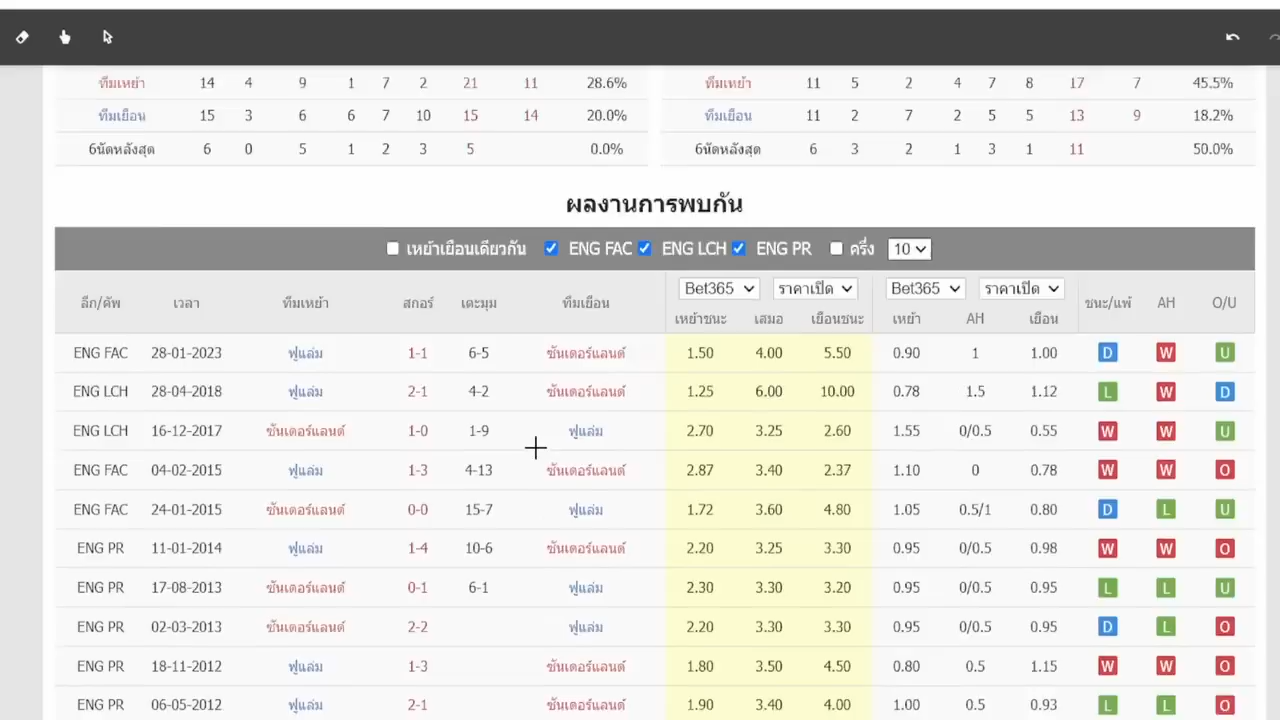 ทีมเหย้า 14 4 9 1 7 2 21 11 28.6% ทีมเหย้า 11 5 2 4 7 8 17 7 45.5%
ทีมเยือน 15 3 6 6 7 10 15 14 20.0% ทีมเยือน 11 2 7 2 5 5 13 9 18.2%
6นัดหลังสุด 6 0 5 1 2 3 5 0.0% 6นัดหลังสุด 6 3 2 1 3 1 11 50.0%
ผลงานการพบกัน
เหย้าเยือนเดียวกัน ENG FAC ENG LCH ENG PR ครึ่ง 10
ลีก/คัพ เวลา ทีมเหย้า สกอร์ เตะมุม ทีมเยือน Bet365 ราคาเปิด Bet365 ราคาเปิด ชนะ/แพ้ AH O/U
เหย้าชนะ เสมอ เยือนชนะ เหย้า AH เยือน
ENG FAC 28-01-2023 ฟูแล่ม 1-1 6-5 ซันเดอร์แลนด์ 1.50 4.00 5.50 0.90 1 1.00 D W U
ENG LCH 28-04-2018 ฟูแล่ม 2-1 4-2 ซันเดอร์แลนด์ 1.25 6.00 10.00 0.78 1.5 1.12 L W D
ENG LCH 16-12-2017 ซันเดอร์แลนด์ 1-0 1-9 ฟูแล่ม 2.70 3.25 2.60 1.55 0/0.5 0.55 W W U
ENG FAC 04-02-2015 ฟูแล่ม 1-3 4-13 ซันเดอร์แลนด์ 2.87 3.40 2.37 1.10 0 0.78 W W O
ENG FAC 24-01-2015 ซันเดอร์แลนด์ 0-0 15-7 ฟูแล่ม 1.72 3.60 4.80 1.05 0.5/1 0.80 D L U
ENG PR 11-01-2014 ฟูแล่ม 1-4 10-6 ซันเดอร์แลนด์ 2.20 3.25 3.30 0.95 0/0.5 0.98 W W O
ENG PR 17-08-2013 ซันเดอร์แลนด์ 0-1 6-1 ฟูแล่ม 2.30 3.30 3.20 0.95 0/0.5 0.95 L L U
ENG PR 02-03-2013 ซันเดอร์แลนด์ 2-2 ฟูแล่ม 2.20 3.30 3.30 0.95 0/0.5 0.95 D L O
ENG PR 18-11-2012 ฟูแล่ม 1-3 ซันเดอร์แลนด์ 1.80 3.50 4.50 0.80 0.5 1.15 W W O
ENG PR 06-05-2012 ฟูแล่ม 2-1 ซันเดอร์แลนด์ 1.90 3.40 4.00 1.00 0.5 0.93 L L O